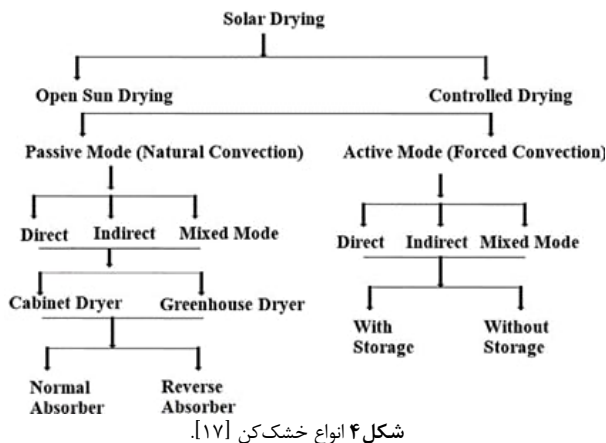 Solar Drying
Open Sun Drying Controlled Drying
Passive Mode (Natural Convection) Active Mode (Forced Convection)
Direct Indirect Mixed Mode Direct Indirect Mixed Mode
Cabinet Dryer Greenhouse Dryer
With Storage Without Storage
Normal Absorber Reverse Absorber
شکل۴ انواع خشک‌کن [۱۷].